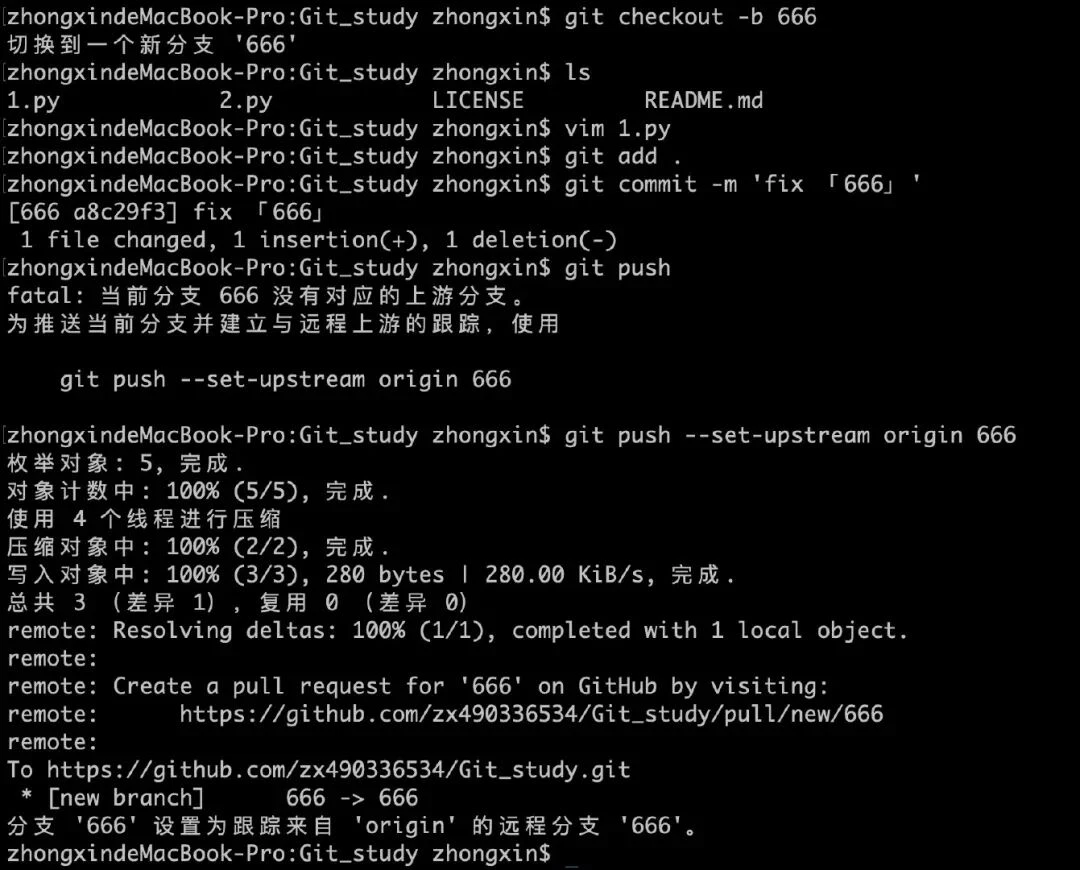 zhongxindeMacBook-Pro:Git_study zhongxin$ git checkout -b 666
切换到一个新分支 '666'
zhongxindeMacBook-Pro:Git_study zhongxin$ ls
1.py            2.py            LICENSE         README.md
zhongxindeMacBook-Pro:Git_study zhongxin$ vim 1.py
zhongxindeMacBook-Pro:Git_study zhongxin$ git add .
zhongxindeMacBook-Pro:Git_study zhongxin$ git commit -m 'fix 「666」'
[666 a8c29f3] fix 「666」
 1 file changed, 1 insertion(+), 1 deletion(-)
zhongxindeMacBook-Pro:Git_study zhongxin$ git push
fatal: 当前分支 666 没有对应的上游分支。
为推送当前分支并建立与远程上游的跟踪，使用
    git push --set-upstream origin 666
zhongxindeMacBook-Pro:Git_study zhongxin$ git push --set-upstream origin 666
枚举对象: 5, 完成.
对象计数中: 100% (5/5), 完成.
使用 4 个线程进行压缩
压缩对象中: 100% (2/2), 完成.
写入对象中: 100% (3/3), 280 bytes | 280.00 KiB/s, 完成.
总共 3 （差异 1），复用 0 （差异 0）
remote: Resolving deltas: 100% (1/1), completed with 1 local object.
remote:
remote: Create a pull request for '666' on GitHub by visiting:
remote:      https://github.com/zx490336534/Git_study/pull/new/666
remote:
To https://github.com/zx490336534/Git_study.git
 * [new branch]      666 -> 666
分支 '666' 设置为跟踪来自 'origin' 的远程分支 '666'。
zhongxindeMacBook-Pro:Git_study zhongxin$ _